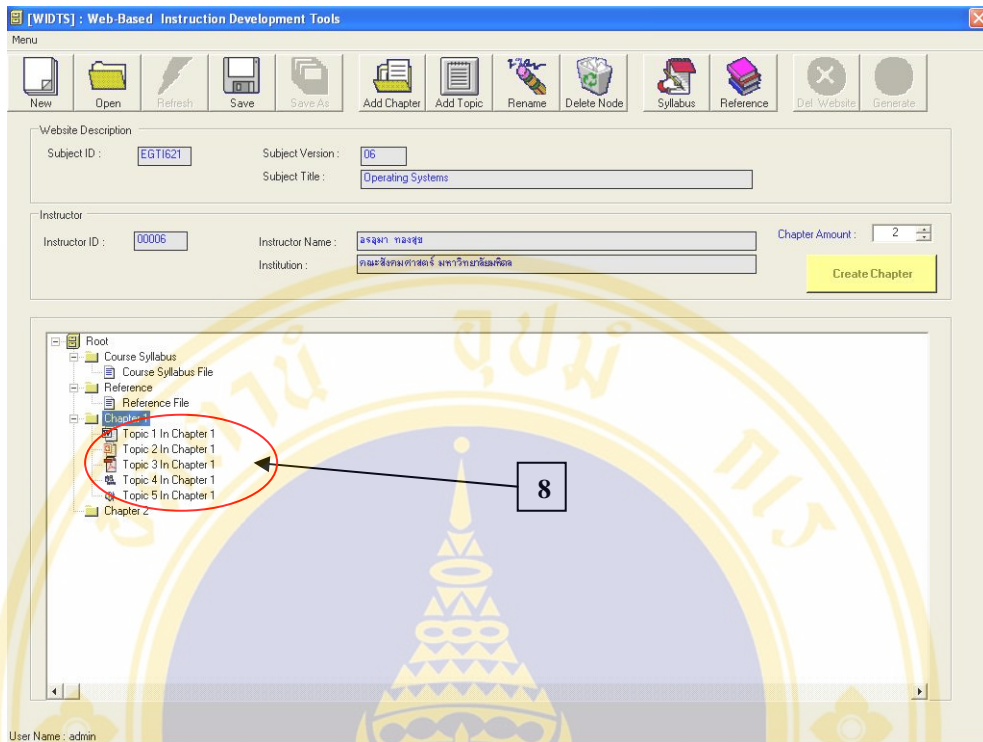 [WIDTS] : Web-Based Instruction Development Tools
Menu
New Open Refresh Save Save As Add Chapter Add Topic Rename Delete Node Syllabus Reference Del Website Generate
Website Description
Subject ID : EGTI621 Subject Version : 06
Subject Title : Operating Systems
Instructor
Instructor ID : 00006 Instructor Name : อรอุมา ทองสุข Chapter Amount : 2
Institution : คณะสังคมศาสตร์ มหาวิทยาลัยมหิดล
Create Chapter
Root
Course Syllabus
Course Syllabus File
Reference
Reference File
Chapter 1
Topic 1 In Chapter 1
Topic 2 In Chapter 1
Topic 3 In Chapter 1
Topic 4 In Chapter 1
8
Topic 5 In Chapter 1
Chapter 2
User Name : admin